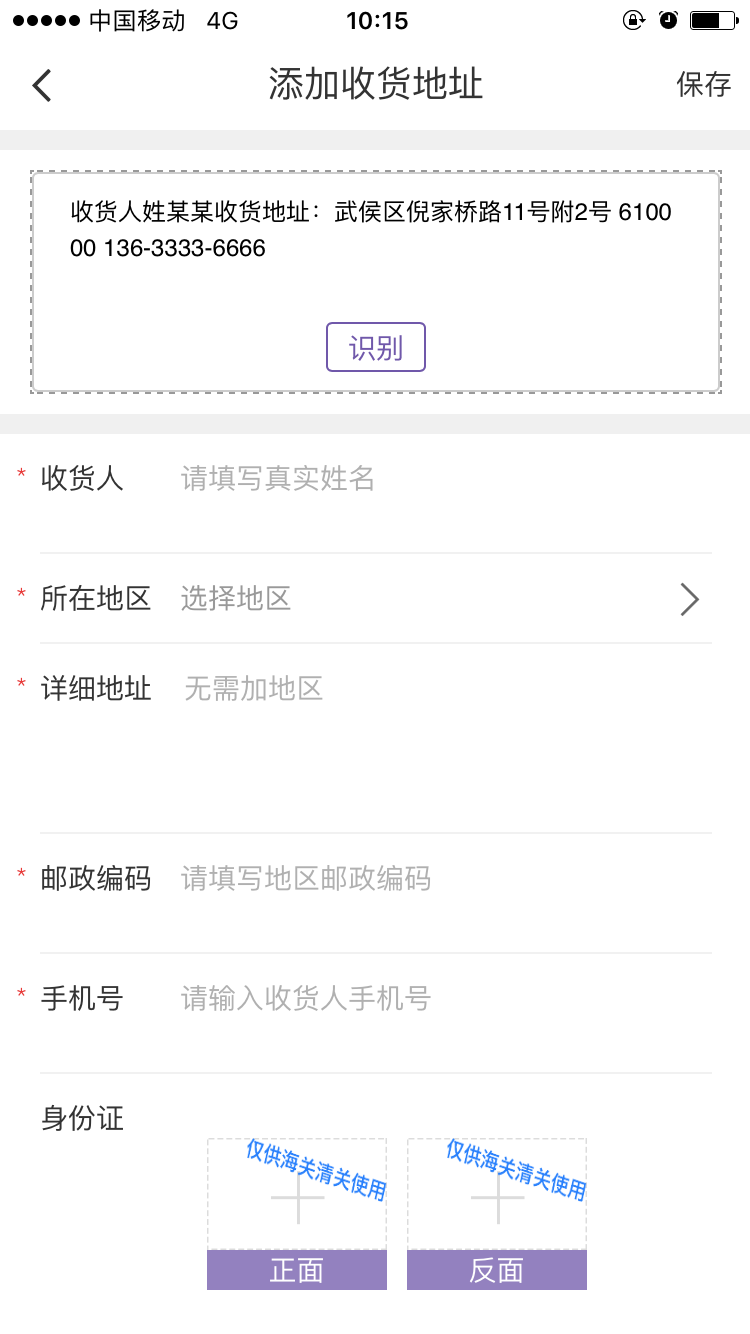 中国移动 4G 10:15
添加收货地址 保存
收货人姓某某收货地址：武侯区倪家桥路11号附2号 6100
00 136-3333-6666
识别
* 收货人 请填写真实姓名
* 所在地区 选择地区
* 详细地址 无需加地区
* 邮政编码 请填写地区邮政编码
* 手机号 请输入收货人手机号
身份证
仅供海关清关使用 仅供海关清关使用
正面 反面